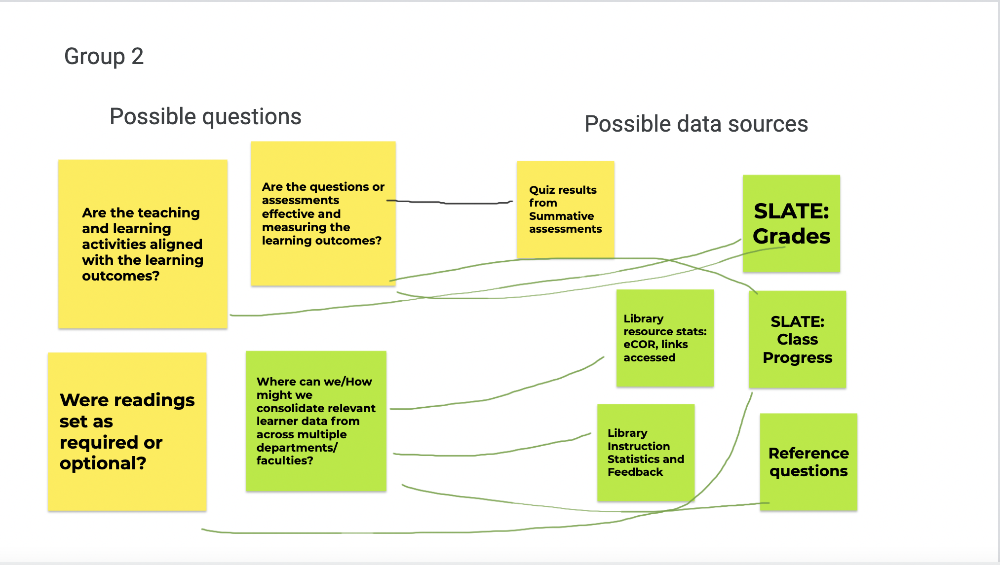 Group 2
Possible questions
Possible data sources
Are the teaching
and learning
activities aligned
with the learning
outcomes?
Are the questions or
assessments
effective and
measuring the
learning outcomes?
Quiz results
from
Summative
assessments
SLATE:
Grades
Library
resource stats:
eCOR, links
accessed
SLATE:
Class
Progress
Were readings
set as
required or
optional?
Where can we/How
might we
consolidate relevant
learner data from
across multiple
departments/
faculties?
Library
Instruction
Statistics and
Feedback
Reference
questions